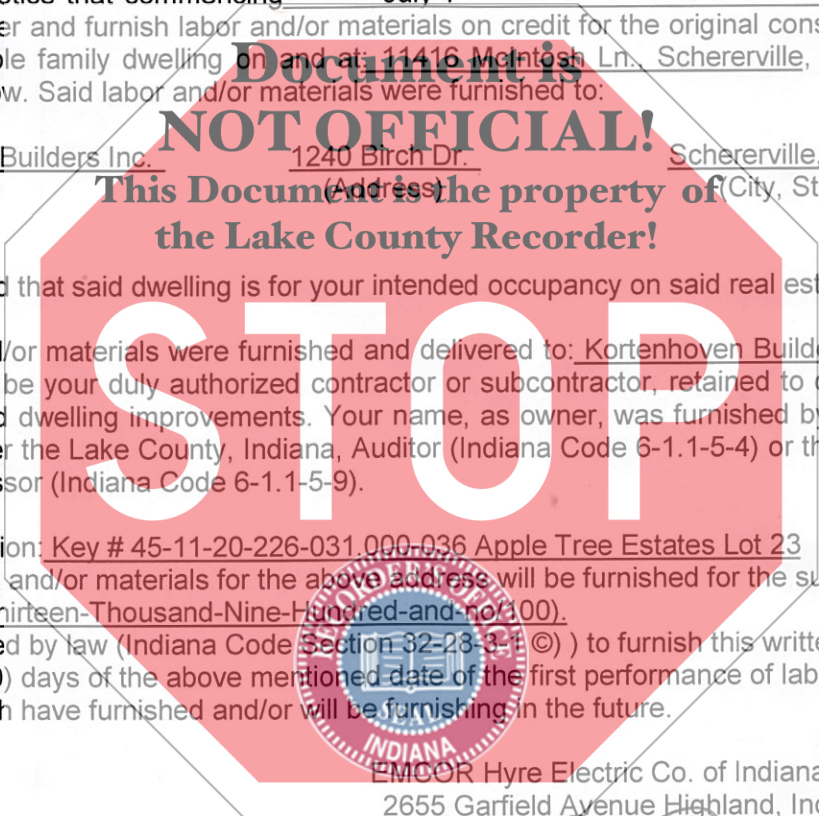 er and furnish labor and/or materials on credit for the original cons
le family dwelling on and at: 11416 McIntosh Ln., Schererville,
Document is
w. Said labor and/or materials were furnished to:
NOT OFFICIAL!
Builders Inc. 1240 Birch Dr. Schererville,
This Document is the property of
(Address) (City, St
the Lake County Recorder!
d that said dwelling is for your intended occupancy on said real est
STOP
/or materials were furnished and delivered to: Kortenhoven Builde
be your duly authorized contractor or subcontractor, retained to
d dwelling improvements. Your name, as owner, was furnished by
r the Lake County, Indiana, Auditor (Indiana Code 6-1.1-5-4) or th
sor (Indiana Code 6-1.1-5-9).
ion: Key # 45-11-20-226-031.000-036 Apple Tree Estates Lot 23
and/or materials for the above address will be furnished for the su
hirteen-Thousand-Nine-Hundred-and-no/100).
ed by law (Indiana Code Section 32-28-3-1 ©) ) to furnish this writte
) days of the above mentioned date of the first performance of lab
h have furnished and/or will be furnishing in the future.
RECORDER'S OFFICE
SEAL
INDIANA
EMCOR Hyre Electric Co. of Indiana
2655 Garfield Avenue Highland, Ind